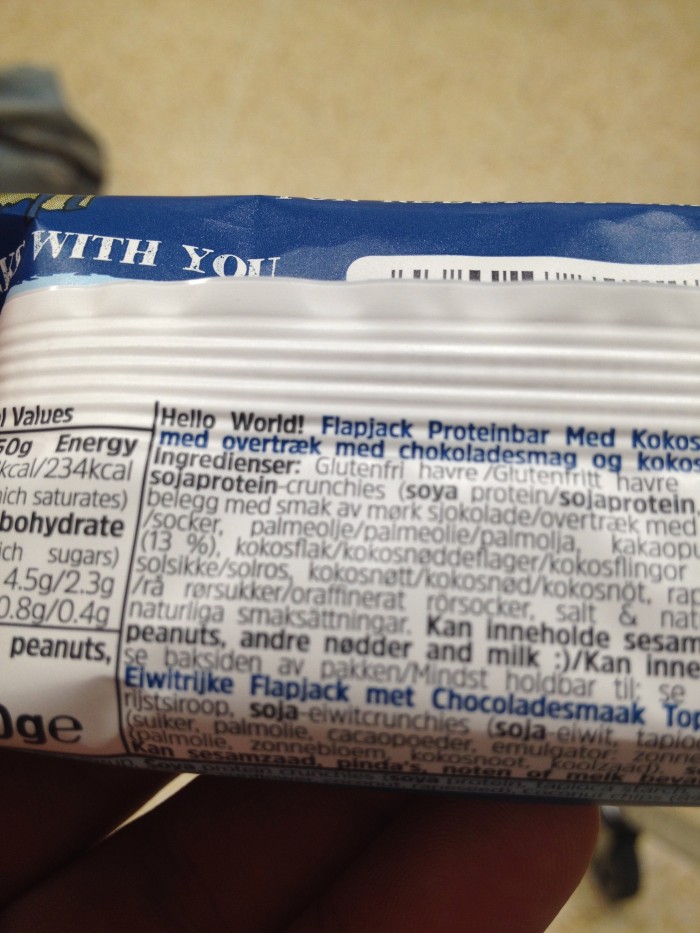 WITH YOU
l Values
50g Energy
kcal/234kcal
ich saturates)
bohydrate
ich sugars)
4.5g/2.3g
0.8g/0.4g
peanuts,
0ge
Hello World! Flapjack Proteinbar Med Kokos
med overtræk med chokoladesmag og kokos
Ingredienser: Glutenfri havre /Glutenfritt havre
sojaprotein-crunchies (soya protein/sojaprotein,
belegg med smak av mørk sjokolade/overtræk med
/socker, palmeolje/palmeolie/palmolja, kakaopu
(13 %), kokosflak/kokosnøddeflager/kokosflingor
solsikke/solros, kokosnøtt/kokosnød/kokosnöt, rap
/rå rørsukker/oraffinerat rörsocker, salt & nat
naturliga smaksättningar. Kan inneholde sesam
peanuts, andre nødder and milk :)/Kan inne
se baksiden av pakken/Mindst holdbar til: se
Eiwitrijke Flapjack met Chocoladesmaak Top
rijstsiroop, soja-eiwitcrunchies (soja-eiwit, tapioc
(suiker, palmolie, cacaopoeder, emulgator, zonne
(palmolie, zonnebloem, kokosnoot, koolzaad),
Kan sesamzaad, pinda's, noten of melk beva